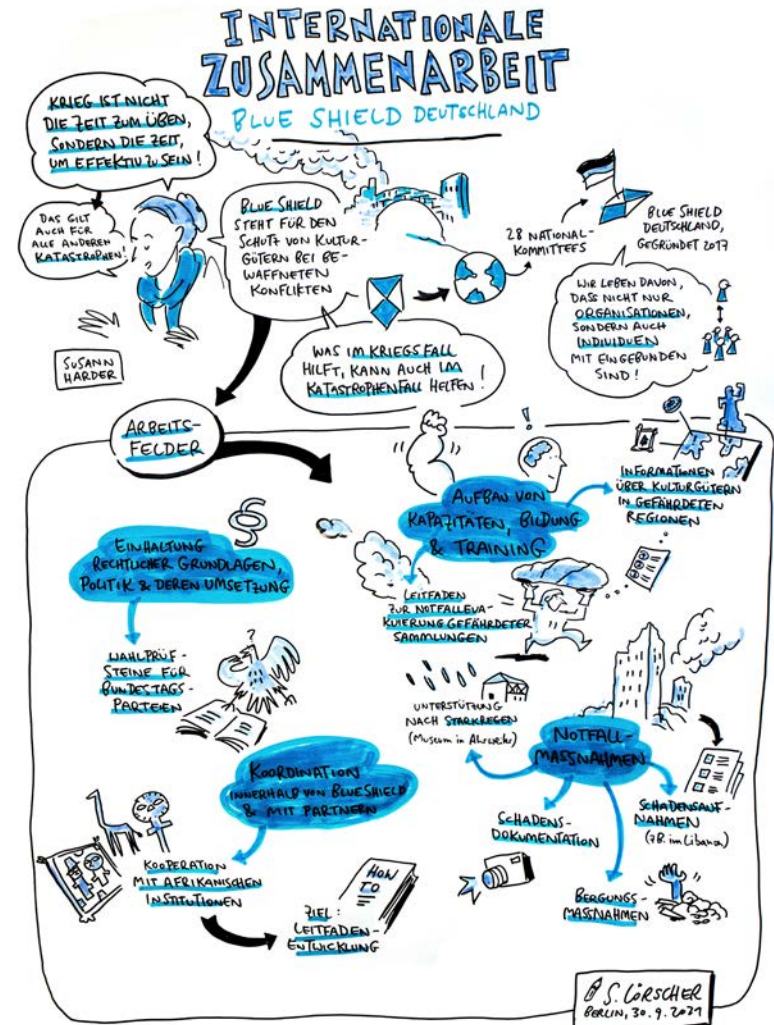 INTERNATIONALE
ZUSAMMENARBEIT
BLUE SHIELD DEUTSCHLAND
KRIEG IST NICHT
DIE ZEIT ZUM ÜBEN,
SONDERN DIE ZEIT,
UM EFFEKTIV ZU SEIN!
DAS GILT
AUCH FÜR
ALLE ANDEREN
KATASTROPHEN!
SUSANN
HARDER
BLUE SHIELD
STEHT FÜR DEN
SCHUTZ VON KULTUR-
GÜTERN BEI BE-
WAFFNETEN
KONFLIKTEN
WAS IM KRIEGSFALL
HILFT, KANN AUCH IM
KATASTROPHENFALL HELFEN!
28 NATIONAL-
KOMMITTEES
BLUE SHIELD
DEUTSCHLAND,
GEGRÜNDET 2017
WIR LEBEN DAVON,
DASS NICHT NUR
ORGANISATIONEN,
SONDERN AUCH
INDIVIDUEN
MIT EINGEBUNDEN
SIND!
ARBEITS-
FELDER
§
EINHALTUNG
RECHTLICHER GRUNDLAGEN,
POLITIK & DEREN UMSETZUNG
WAHLPRÜF-
STEINE FÜR
BUNDESTAGS-
PARTEIEN
?
!
AUFBAU VON
KAPAZITÄTEN, BILDUNG
& TRAINING
INFORMATIONEN
ÜBER KULTURGÜTERN
IN GEFÄHRDETEN
REGIONEN
LEITFADEN
ZUR NOTFALLEVA-
KUIERUNG GEFÄHRDETER
SAMMLUNGEN
UNTERSTÜTZUNG
NACH STARKREGEN
(Museum in Ahrweiler)
NOTFALL-
MASSNAHMEN
SCHADENS-
DOKUMENTATION
SCHADENSAUF-
NAHMEN
(z.B. im Libanon)
BERGUNGS-
MASSNAHMEN
KOORDINATION
INNERHALB VON BLUE SHIELD
& MIT PARTNERN
KOOPERATION
MIT AFRIKANISCHEN
INSTITUTIONEN
HOW
TO
ZIEL:
LEITFADEN-
ENTWICKLUNG
S. LÖRSCHER
BERLIN, 30.9.2021